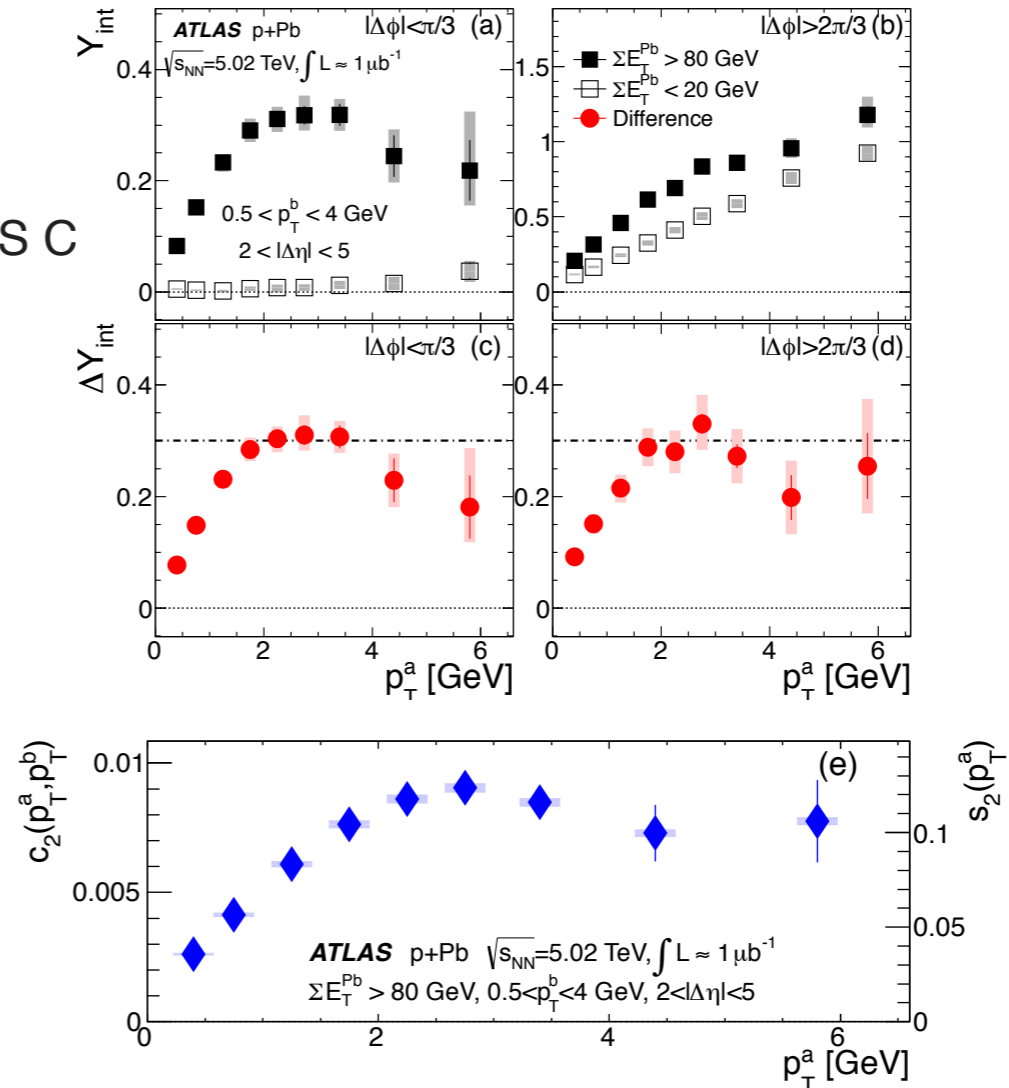 Y_int
ATLAS p+Pb
|Δϕ|<π/3 (a)
√s_NN=5.02 TeV, ∫ L ≈ 1 μb⁻¹
0.4
0.2
0
0.5 < p_T^b < 4 GeV
2 < |Δη| < 5
|Δϕ|>2π/3 (b)
ΣE_T^Pb > 80 GeV
ΣE_T^Pb < 20 GeV
Difference
1.5
1
0.5
0
S C
ΔY_int
|Δϕ|<π/3 (c)
0.4
0.2
0
0 2 4 6
p_T^a [GeV]
|Δϕ|>2π/3 (d)
0.4
0.2
0
0 2 4 6
p_T^a [GeV]
c_2(p_T^a,p_T^b)
0.01
0.005
0
(e)
s_2(p_T^a)
0.1
0.05
0
ATLAS p+Pb √s_NN=5.02 TeV, ∫ L ≈ 1 μb⁻¹
ΣE_T^Pb > 80 GeV, 0.5<p_T^b<4 GeV, 2<|Δη|<5
0 2 4 6
p_T^a [GeV]